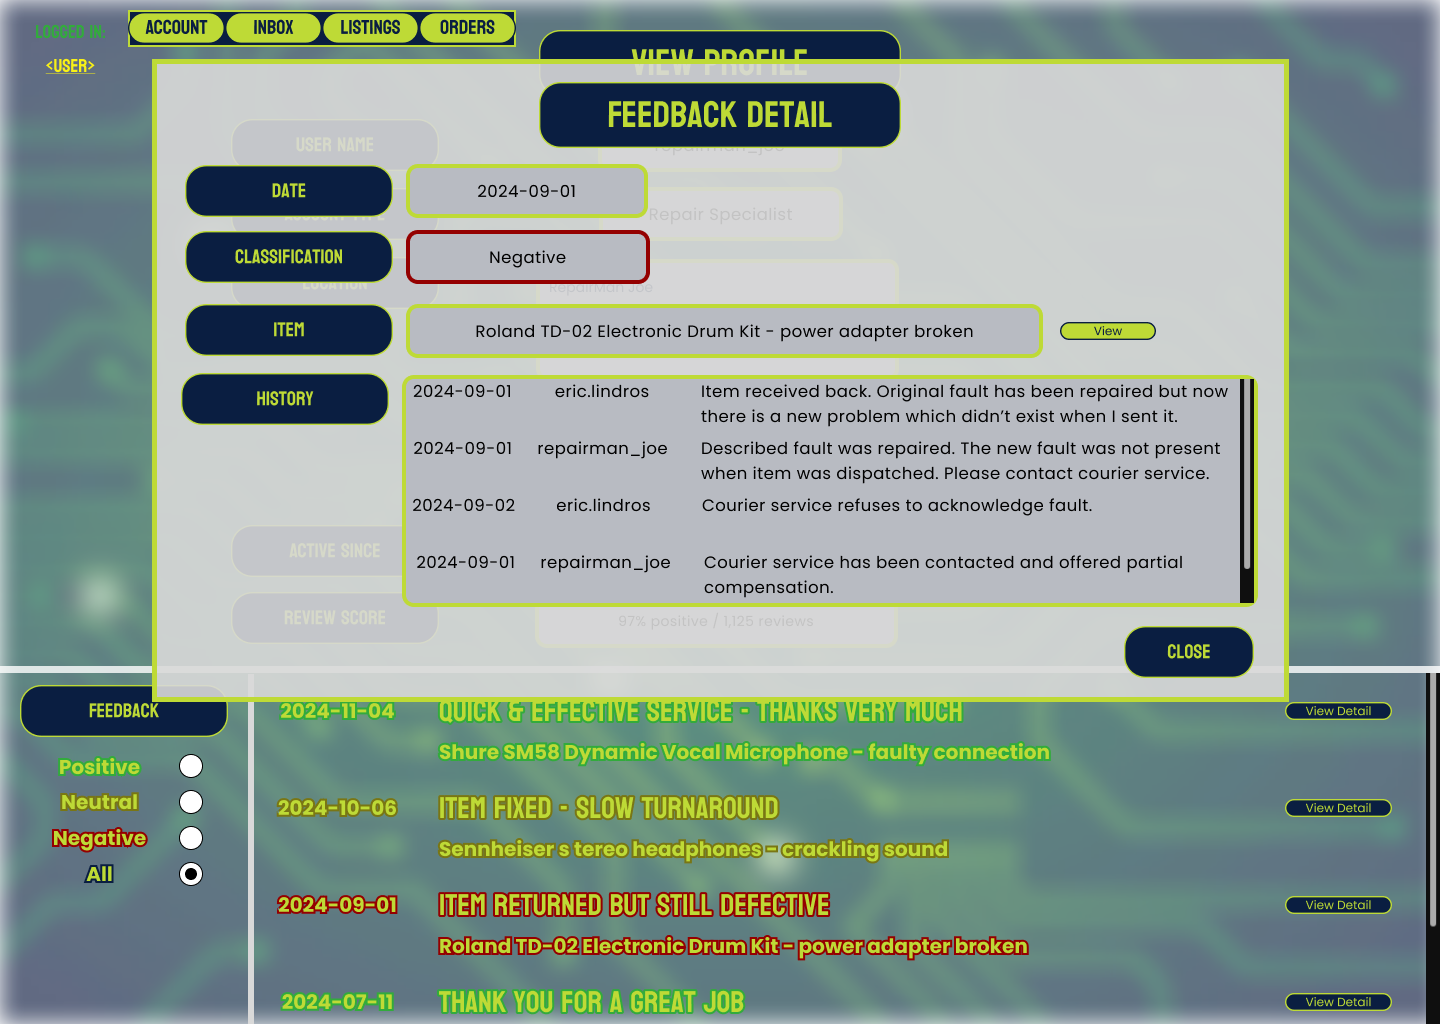 LOGGED IN:
<USER>
ACCOUNT INBOX LISTINGS ORDERS
VIEW PROFILE
FEEDBACK DETAIL
USER NAME repairman_joe
DATE 2024-09-01
ACCOUNT TYPE Repair Specialist
CLASSIFICATION Negative
LOCATION RepairMan Joe
ITEM Roland TD-02 Electronic Drum Kit - power adapter broken View
HISTORY
2024-09-01 eric.lindros Item received back. Original fault has been repaired but now
there is a new problem which didn’t exist when I sent it.
2024-09-01 repairman_joe Described fault was repaired. The new fault was not present
when item was dispatched. Please contact courier service.
2024-09-02 eric.lindros Courier service refuses to acknowledge fault.
2024-09-01 repairman_joe Courier service has been contacted and offered partial
compensation.
ACTIVE SINCE
REVIEW SCORE 97% positive / 1,125 reviews
CLOSE
FEEDBACK
Positive
Neutral
Negative
All
2024-11-04 QUICK & EFFECTIVE SERVICE - THANKS VERY MUCH View Detail
Shure SM58 Dynamic Vocal Microphone - faulty connection
2024-10-06 ITEM FIXED - SLOW TURNAROUND View Detail
Sennheiser s tereo headphones - crackling sound
2024-09-01 ITEM RETURNED BUT STILL DEFECTIVE View Detail
Roland TD-02 Electronic Drum Kit - power adapter broken
2024-07-11 THANK YOU FOR A GREAT JOB View Detail